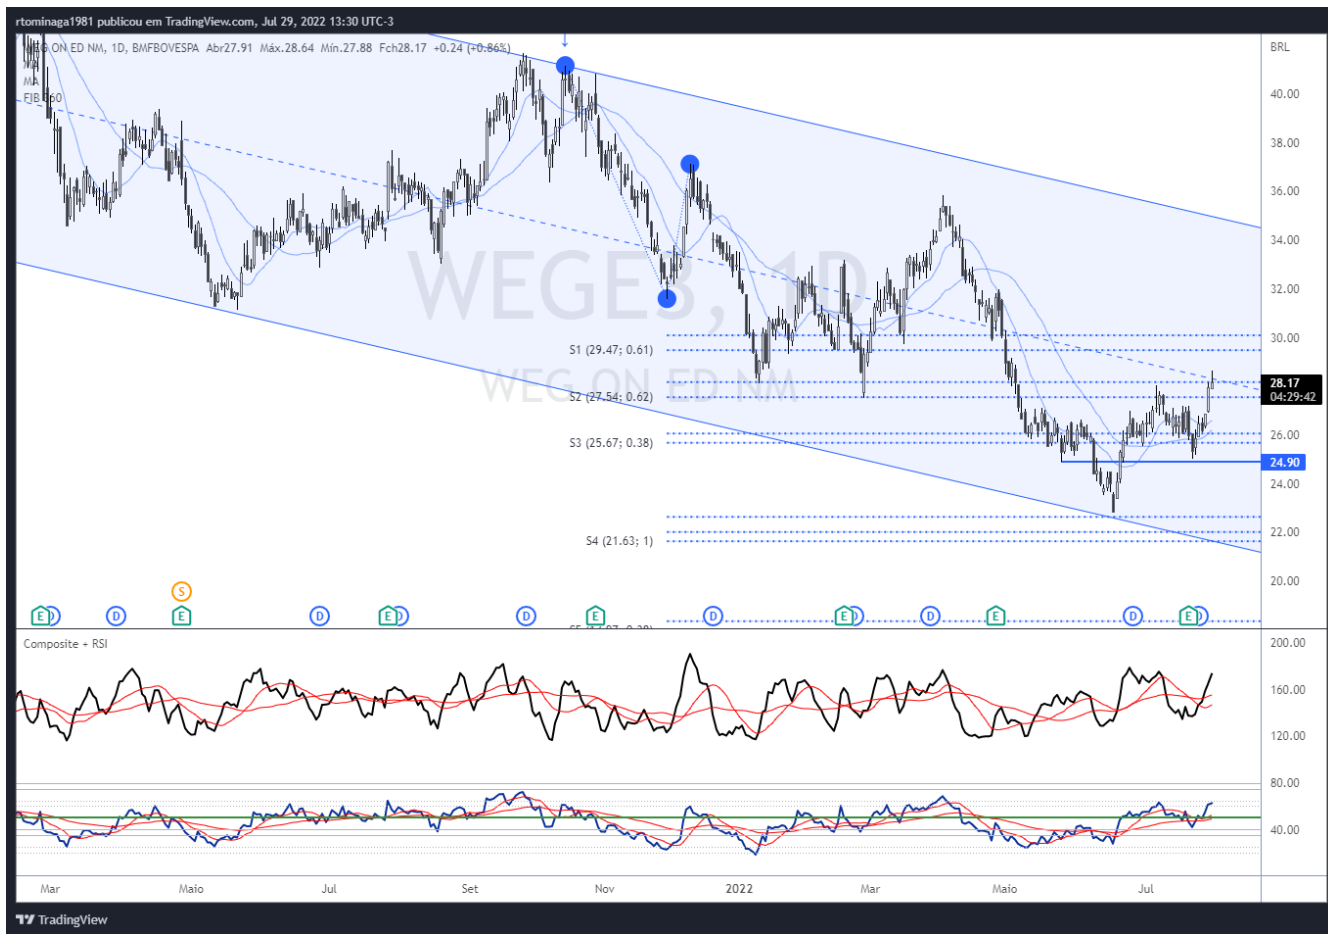 rtominaga1981 publicou em TradingView.com, Jul 29, 2022 13:30 UTC-3
WEG ON ED NM, 1D, BMFBOVESPA Abr27.91 Máx.28.64 Mín.27.88 Fch28.17 +0.24 (+0.86%)
BRL
MA
MA
FIB
40.00
38.00
36.00
34.00
32.00
30.00
28.17
04:29:42
26.00
24.90
24.00
22.00
20.00
WEGE3, 1D
WEG ON ED NM
S1 (29.47; 0.61)
S2 (27.54; 0.62)
S3 (25.67; 0.38)
S4 (21.63; 1)
S
E D D E D E D D E D E D D E D E D
Composite + RSI
200.00
160.00
120.00
80.00
40.00
Mar Maio Jul Set Nov 2022 Mar Maio Jul
TradingView